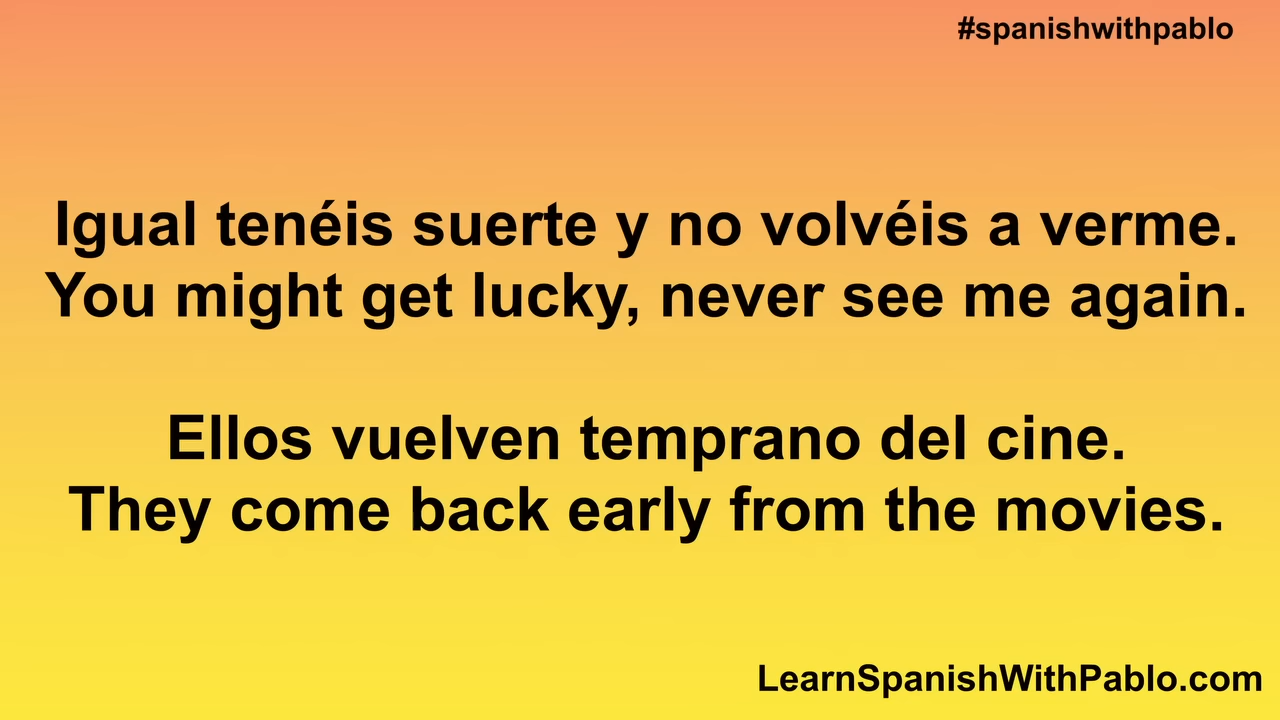 #spanishwithpablo
Igual tenéis suerte y no volvéis a verme.
You might get lucky, never see me again.
Ellos vuelven temprano del cine.
They come back early from the movies.
LearnSpanishWithPablo.com